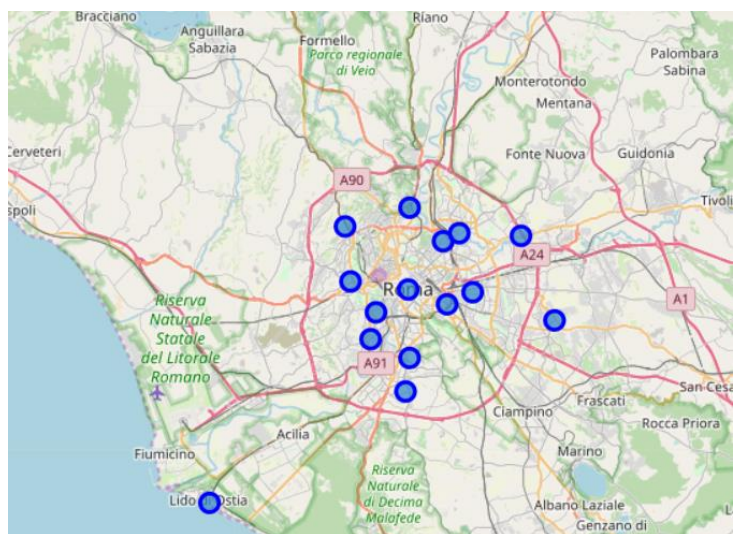 Bracciano
Anguillara
Sabazia
Formello
Riano
Parco regionale
di Veio
Palombara
Sabina
Monterotondo
Mentana
Cerveteri
Fonte Nuova
Guidonia
A90
Tivoli
spoli
A24
Roma
A1
Riserva
Naturale
Statale
del Litorale
Romano
A91
San Cesa
Ciampino
Frascati
Rocca Priora
Acilia
Fiumicino
Marino
Riserva
Naturale
di Decima
Malafede
Lido di Ostia
Albano Laziale
Genzano di